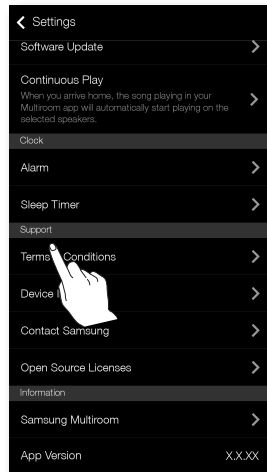 Settings
Software Update
Continuous Play
When you arrive home, the song playing in your
Multiroom app will automatically start playing on the
selected speakers.
Clock
Alarm
Sleep Timer
Support
Terms Conditions
Device
Contact Samsung
Open Source Licenses
Information
Samsung Multiroom
App Version X.X.XX